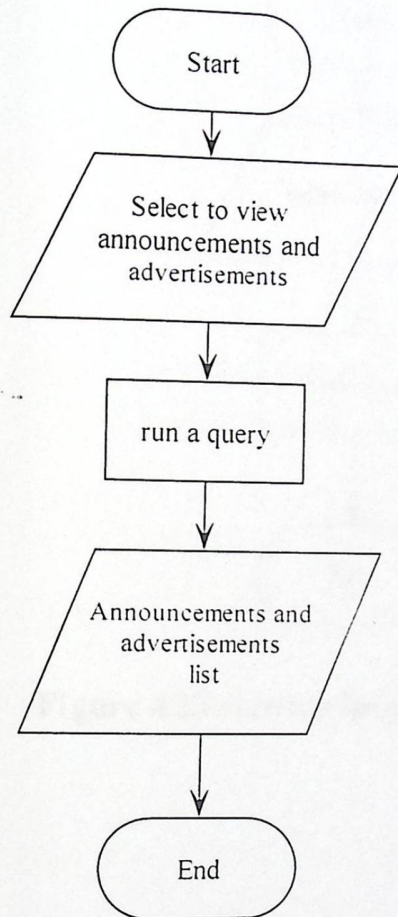 Start
Select to view
announcements and
advertisements
run a query
Announcements and
advertisements
list
End